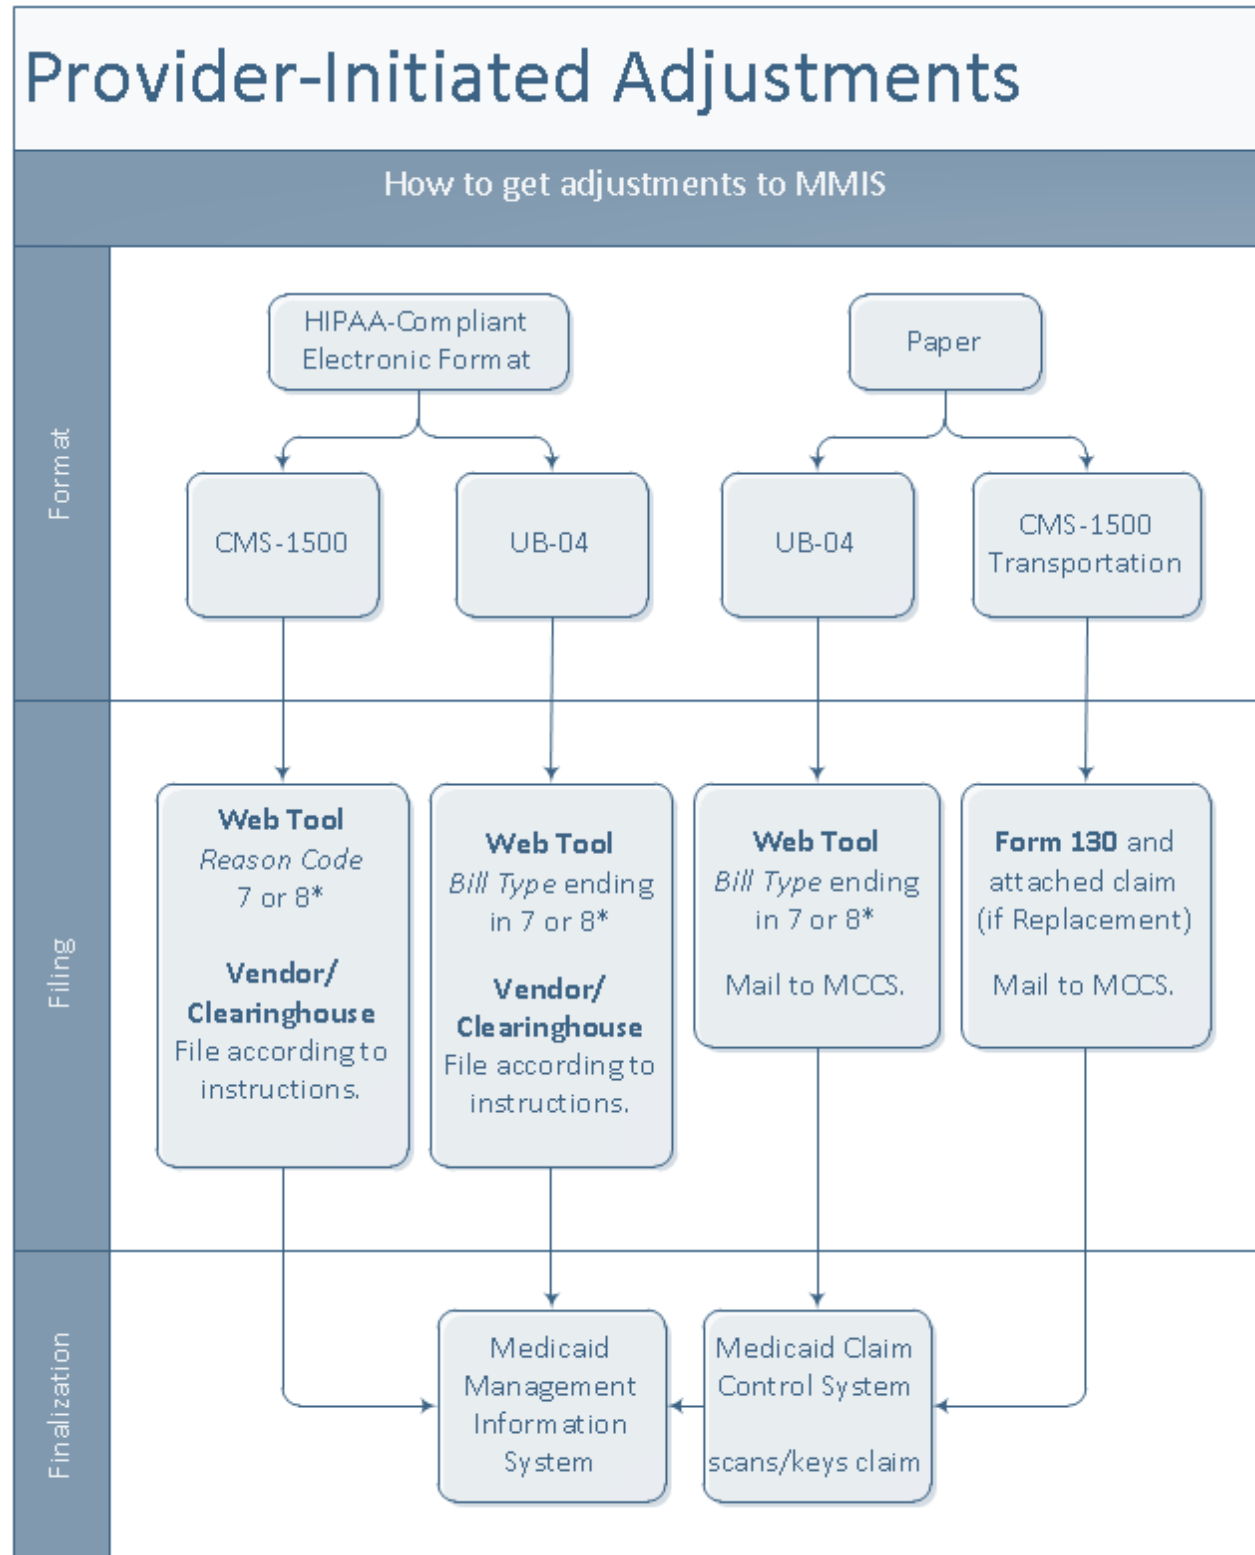 Provider-Initiated Adjustments
How to get adjustments to MMIS
Format
HIPAA-Compliant
Electronic Format
Paper
CMS-1500
UB-04
UB-04
CMS-1500
Transportation
Filing
Web Tool
Reason Code
7 or 8*
Vendor/
Clearinghouse
File according to
instructions.
Web Tool
Bill Type ending
in 7 or 8*
Vendor/
Clearinghouse
File according to
instructions.
Web Tool
Bill Type ending
in 7 or 8*
Mail to MCCS.
Form 130 and
attached claim
(if Replacement)
Mail to MCCS.
Finalization
Medicaid
Management
Information
System
Medicaid Claim
Control System
scans/keys claim